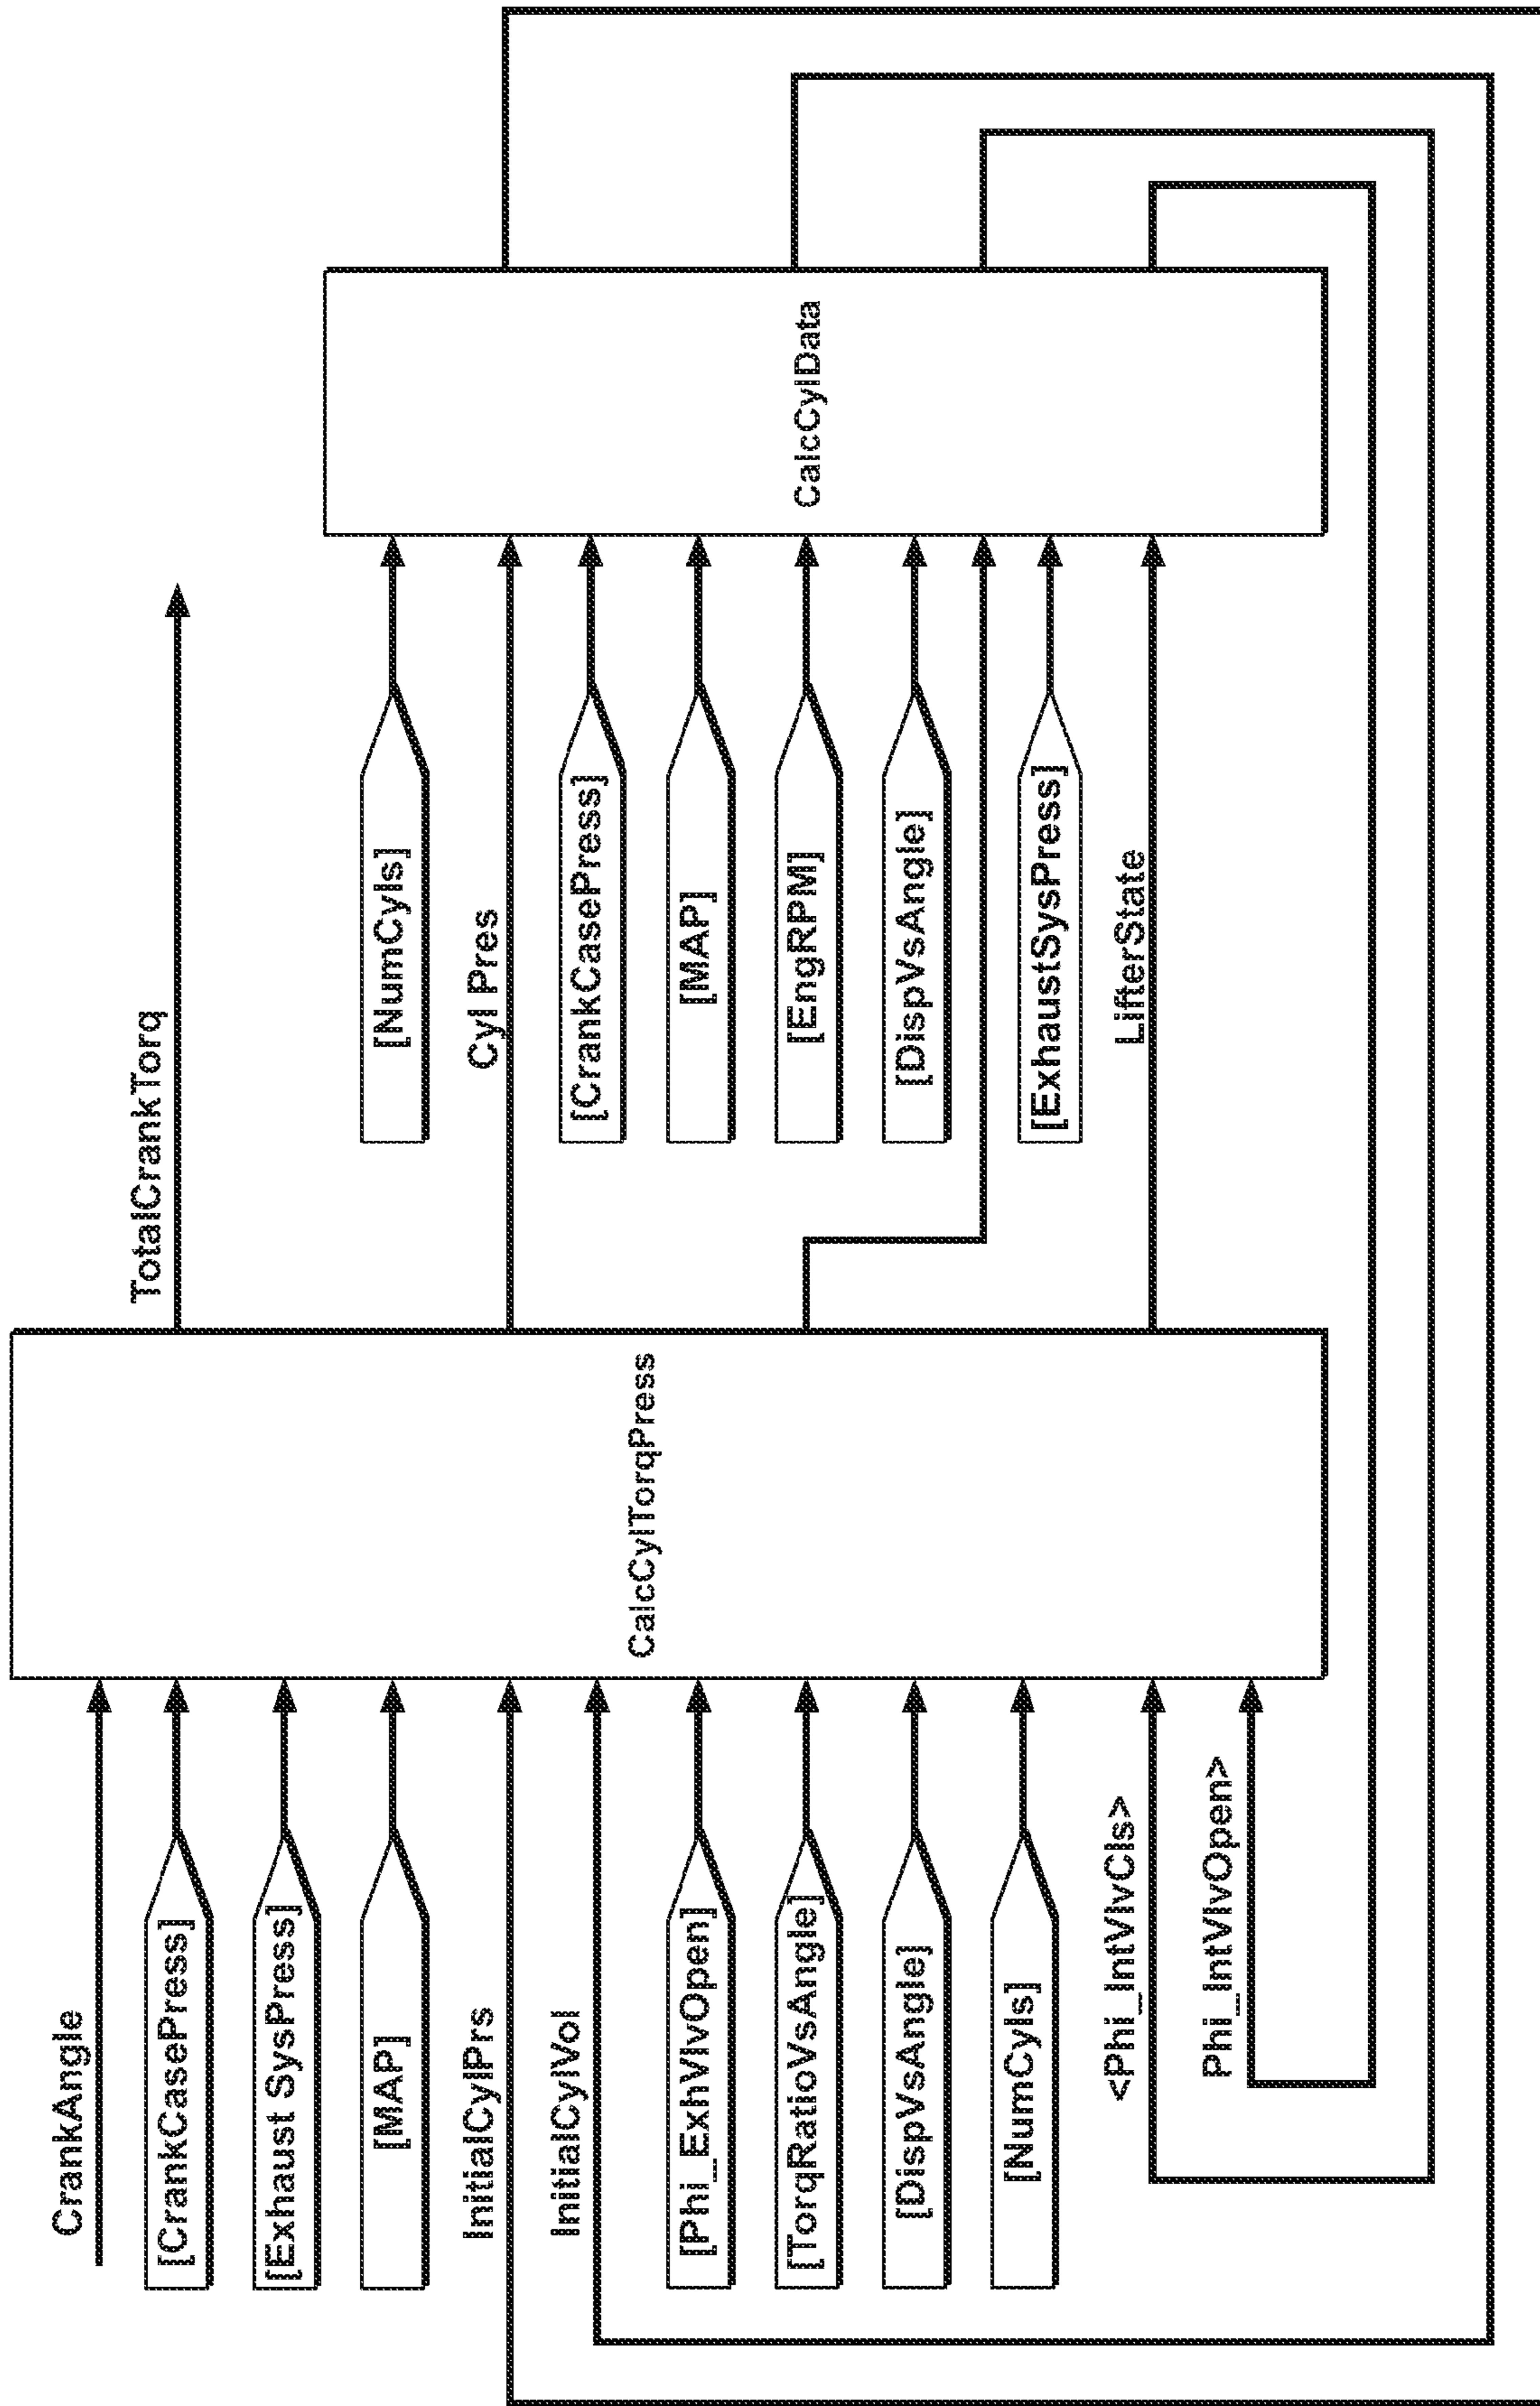 CrankAngle
[CrankCasePress]
[Exhaust SysPress]
[MAP]
InitialCylPrs
InitialCylVol
[Phi_ExhVlvOpen]
[TorqRatioVsAngle]
[DispVsAngle]
[NumCyls]
<Phi_IntVlvCls>
Phi_IntVlvOpen>
CalcCylTorqPress
TotalCrankTorq
[NumCyls]
Cyl Pres
[CrankCasePress]
[MAP]
[EngRPM]
[DispVsAngle]
[ExhaustSysPress]
LifterState
CalcCylData